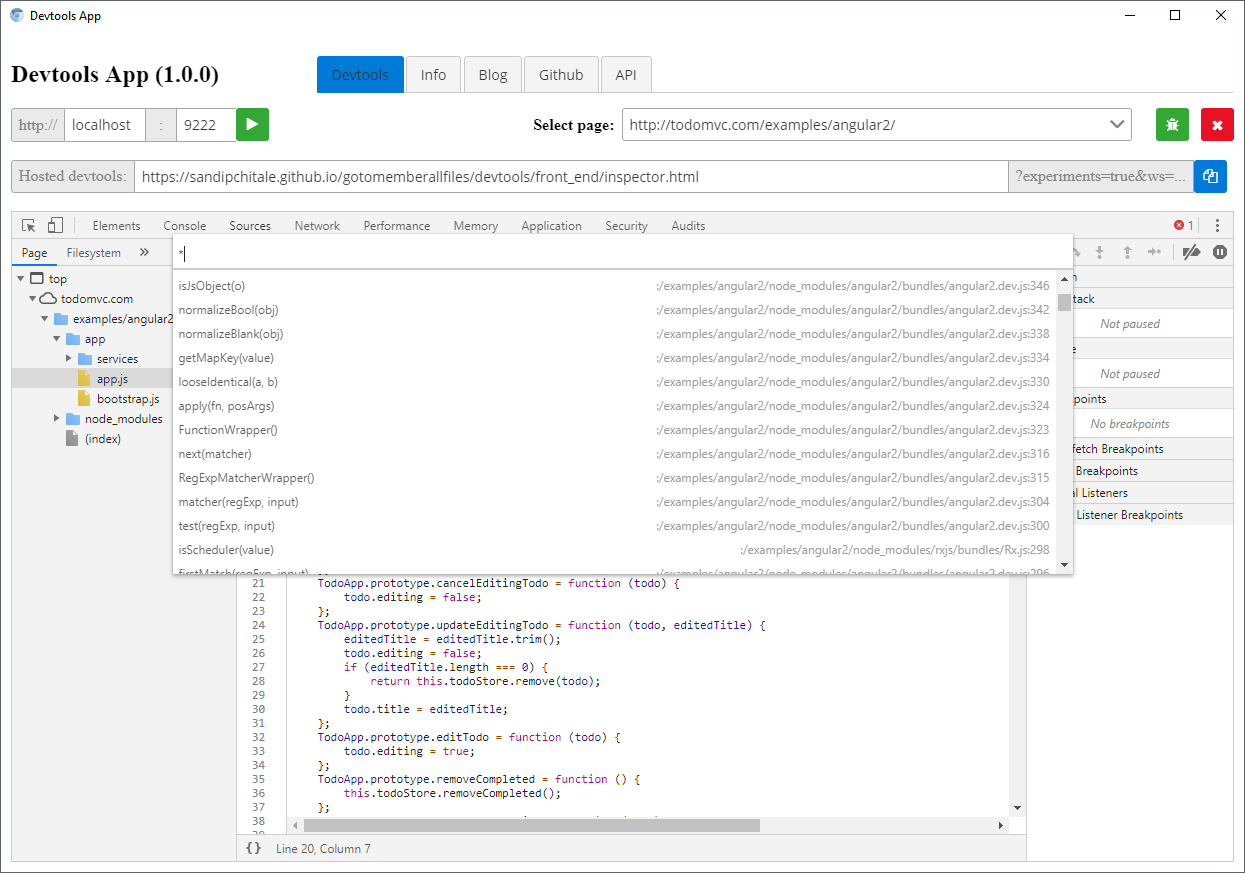 Devtools App
Devtools App (1.0.0) Devtools Info Blog Github API
http:// localhost : 9222 Select page: http://todomvc.com/examples/angular2/
Hosted devtools: https://sandipchitale.github.io/gotomemberallfiles/devtools/front_end/inspector.html ?experiments=true&ws=...
Elements Console Sources Network Performance Memory Application Security Audits 1
Page Filesystem »
*
top
todomvc.com
examples/angular2
app
services
app.js
bootstrap.js
node_modules
(index)
isJsObject(o) :/examples/angular2/node_modules/angular2/bundles/angular2.dev.js:346
normalizeBool(obj) :/examples/angular2/node_modules/angular2/bundles/angular2.dev.js:342
normalizeBlank(obj) :/examples/angular2/node_modules/angular2/bundles/angular2.dev.js:338
getMapKey(value) :/examples/angular2/node_modules/angular2/bundles/angular2.dev.js:334
looseIdentical(a, b) :/examples/angular2/node_modules/angular2/bundles/angular2.dev.js:330
apply(fn, posArgs) :/examples/angular2/node_modules/angular2/bundles/angular2.dev.js:324
FunctionWrapper() :/examples/angular2/node_modules/angular2/bundles/angular2.dev.js:323
next(matcher) :/examples/angular2/node_modules/angular2/bundles/angular2.dev.js:316
RegExpMatcherWrapper() :/examples/angular2/node_modules/angular2/bundles/angular2.dev.js:315
matcher(regExp, input) :/examples/angular2/node_modules/angular2/bundles/angular2.dev.js:304
test(regExp, input) :/examples/angular2/node_modules/angular2/bundles/angular2.dev.js:300
isScheduler(value) :/examples/angular2/node_modules/rxjs/bundles/Rx.js:298
firstMatch(regExp, input) :/examples/angular2/node_modules/angular2/bundles/angular2.dev.js:296
tack
Not paused
e
Not paused
points
No breakpoints
fetch Breakpoints
Breakpoints
l Listeners
Listener Breakpoints
21 TodoApp.prototype.cancelEditingTodo = function (todo) {
22 todo.editing = false;
23 };
24 TodoApp.prototype.updateEditingTodo = function (todo, editedTitle) {
25 editedTitle = editedTitle.trim();
26 todo.editing = false;
27 if (editedTitle.length === 0) {
28 return this.todoStore.remove(todo);
29 }
30 todo.title = editedTitle;
31 };
32 TodoApp.prototype.editTodo = function (todo) {
33 todo.editing = true;
34 };
35 TodoApp.prototype.removeCompleted = function () {
36 this.todoStore.removeCompleted();
37 };
38
{} Line 20, Column 7